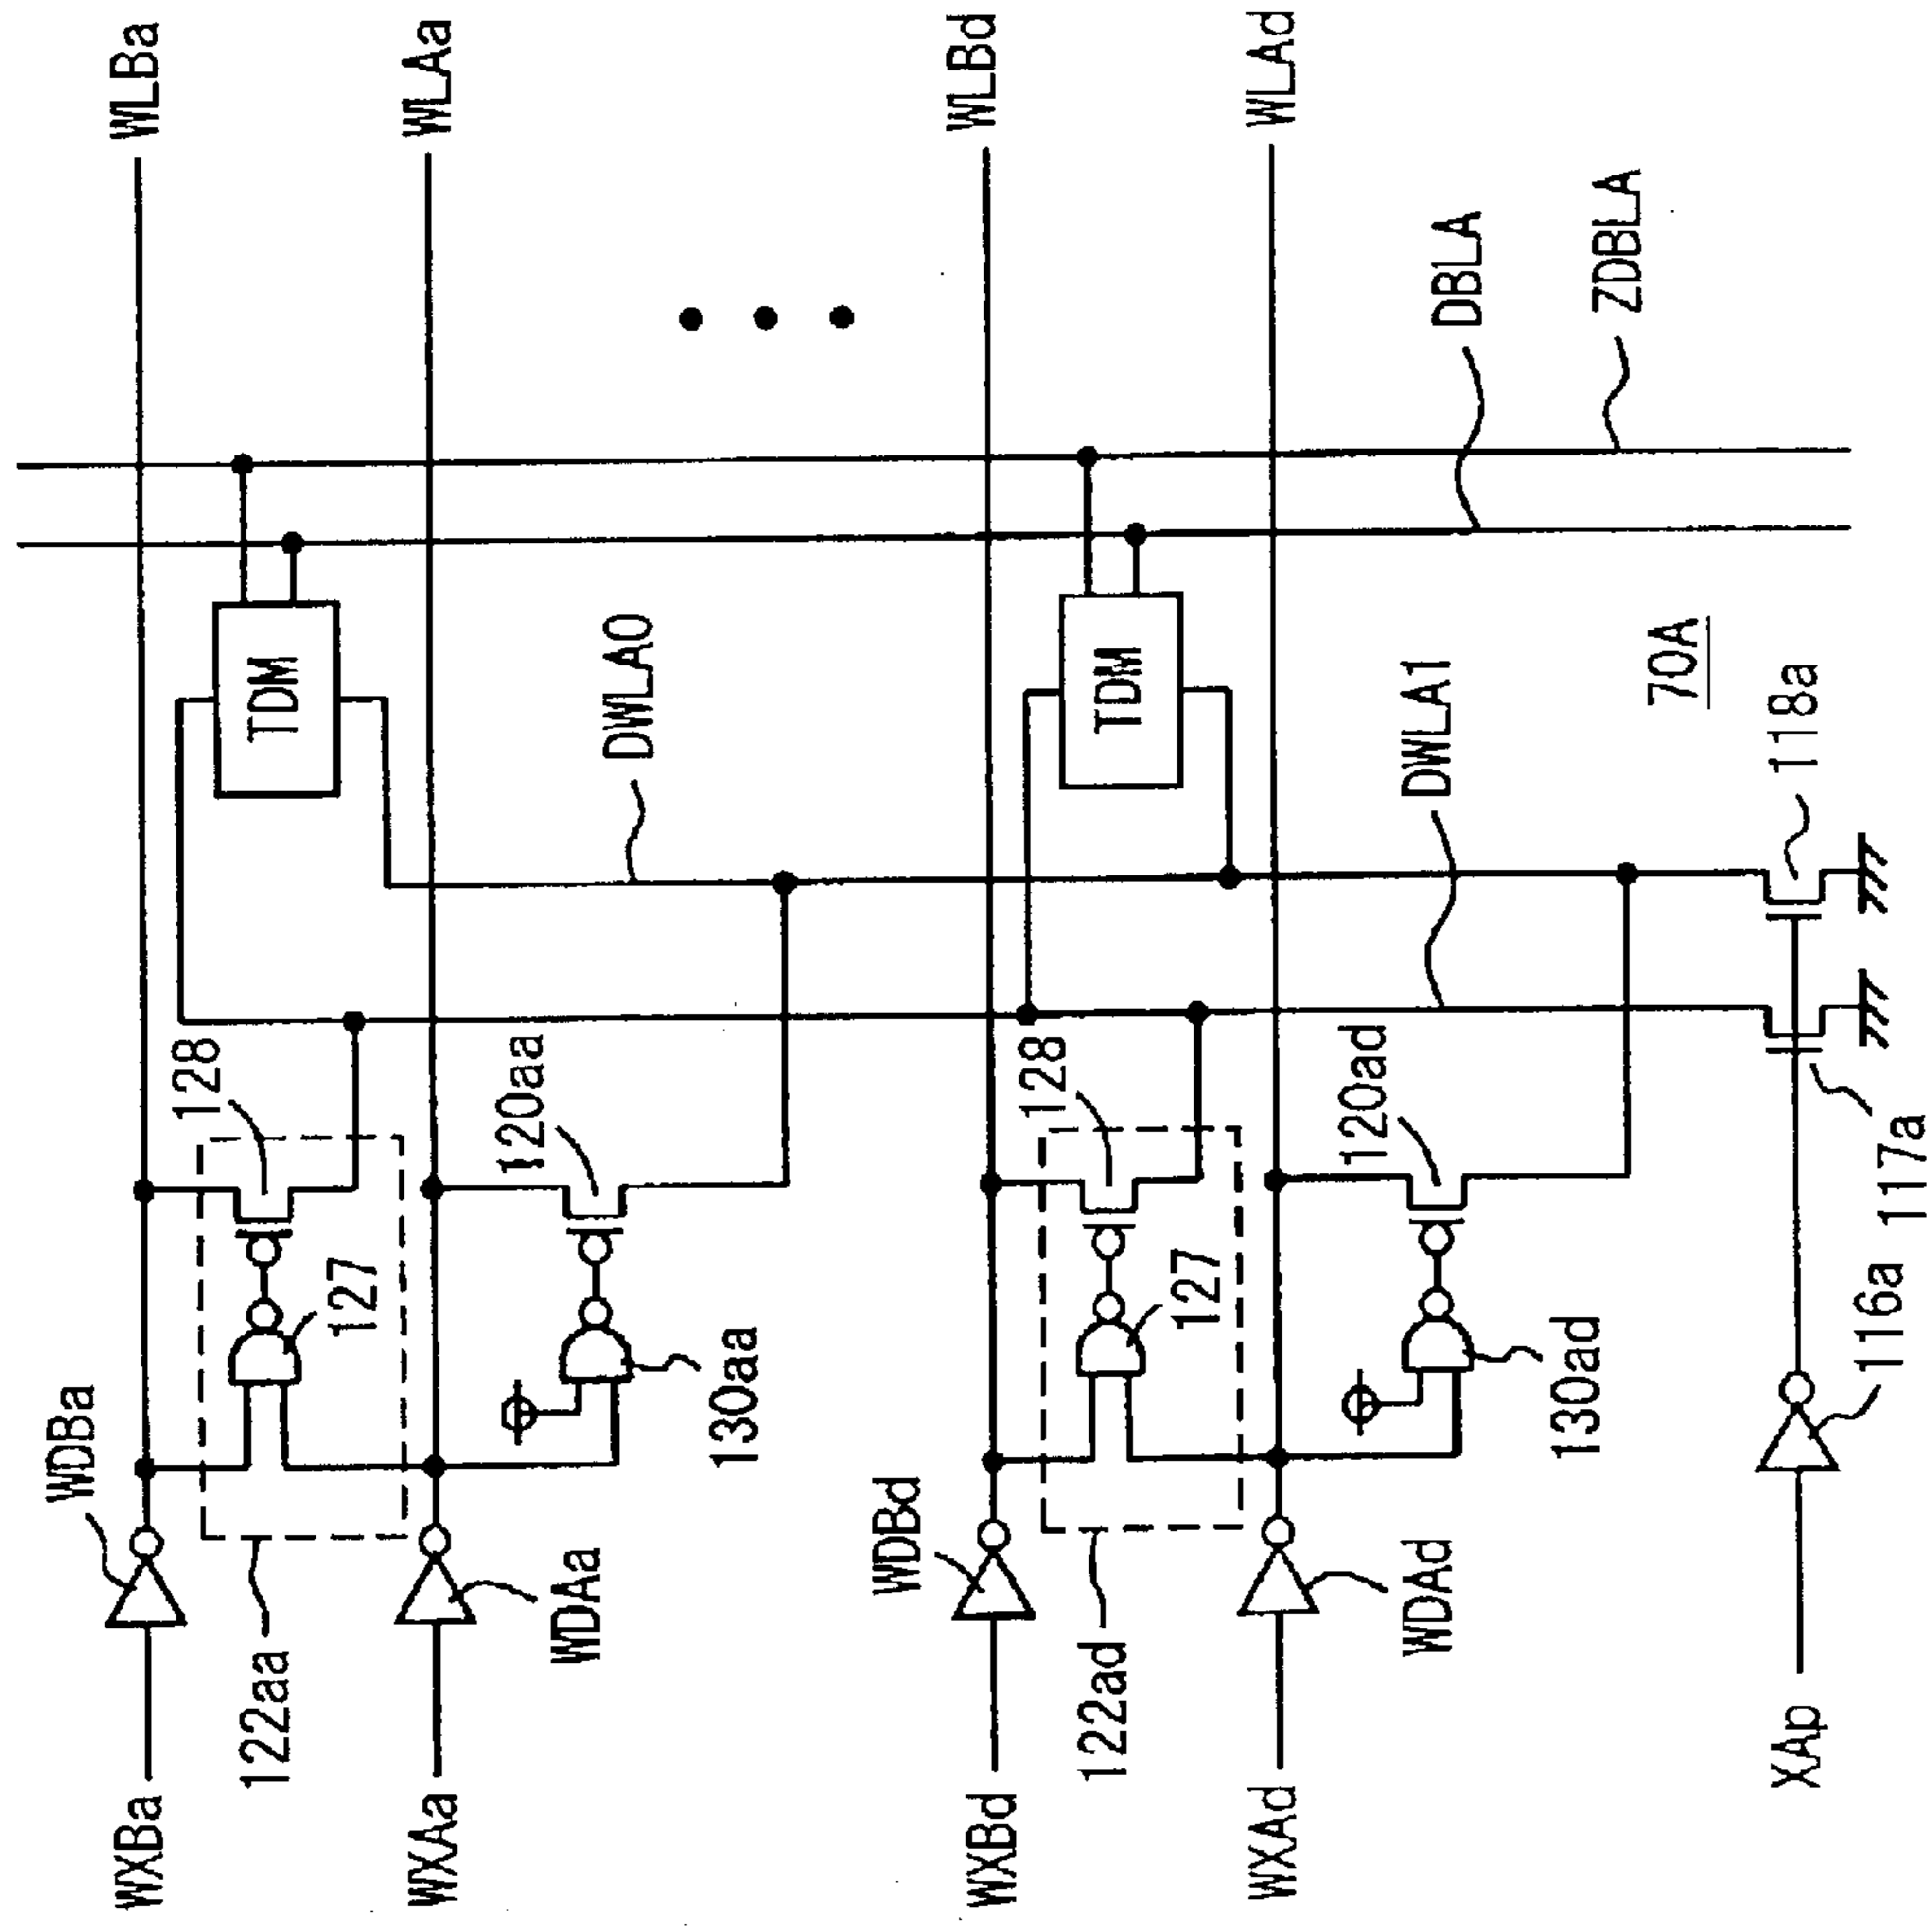 WLBa
WLAa
WLBd
WLAd
DBLA
ZDBLA
TDM
DWLA0
TDM
DWLA1
70A
118a
128
120aa
128
120ad
117a
127
130aa
127
130ad
116a
WDBa
WDAa
WDBd
WDAd
122aa
122ad
WXBa
WXAa
WXBd
WXAd
XAp